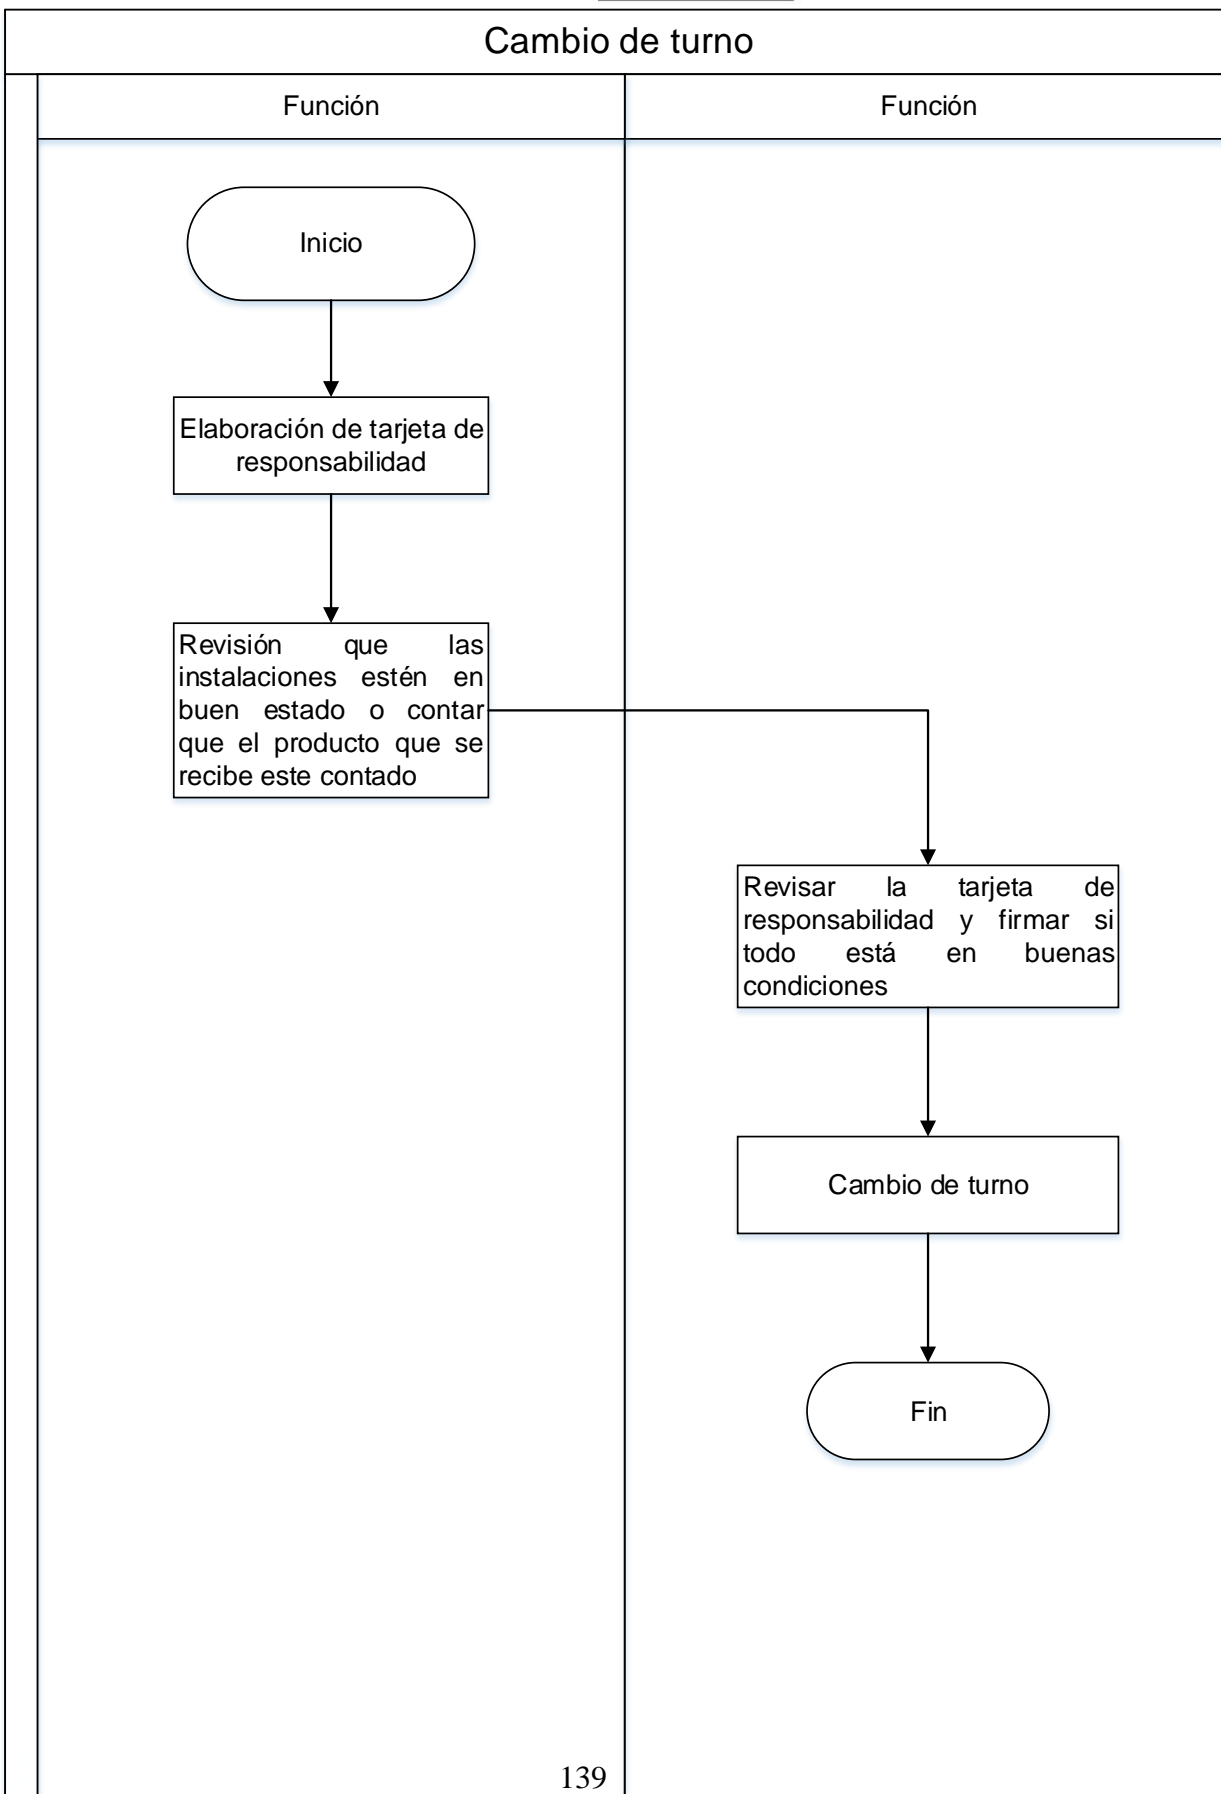 Cambio de turno
Función
Función
Inicio
Elaboración de tarjeta de
responsabilidad
Revisión que las
instalaciones estén en
buen estado o contar
que el producto que se
recibe este contado
Revisar la tarjeta de
responsabilidad y firmar si
todo está en buenas
condiciones
Cambio de turno
Fin
139